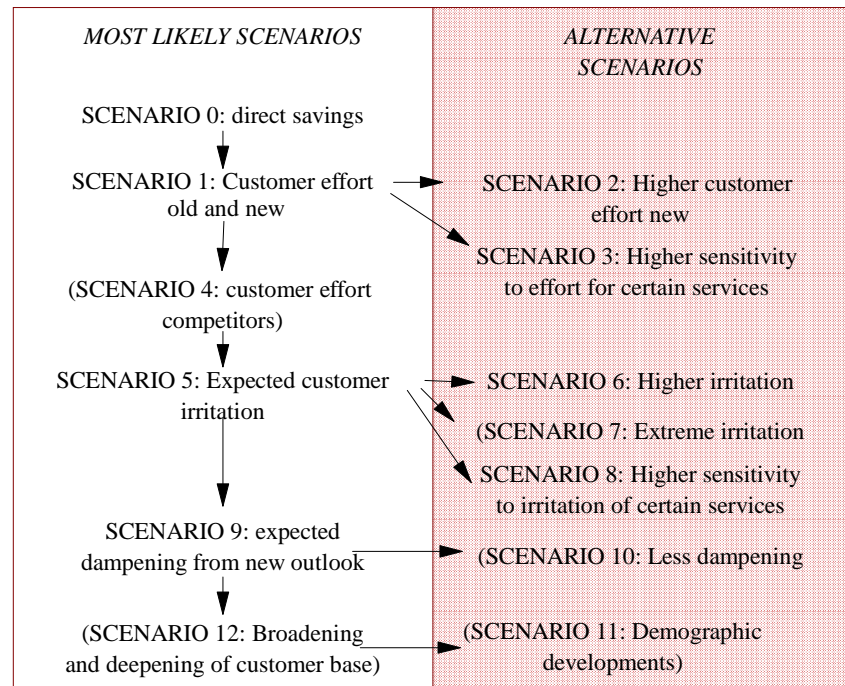 MOST LIKELY SCENARIOS
ALTERNATIVE
SCENARIOS
SCENARIO 0: direct savings
SCENARIO 1: Customer effort
old and new
SCENARIO 2: Higher customer
effort new
SCENARIO 3: Higher sensitivity
to effort for certain services
(SCENARIO 4: customer effort
competitors)
SCENARIO 5: Expected customer
irritation
SCENARIO 6: Higher irritation
(SCENARIO 7: Extreme irritation
SCENARIO 8: Higher sensitivity
to irritation of certain services
SCENARIO 9: expected
dampening from new outlook
(SCENARIO 10: Less dampening
(SCENARIO 12: Broadening
and deepening of customer base)
(SCENARIO 11: Demographic
developments)